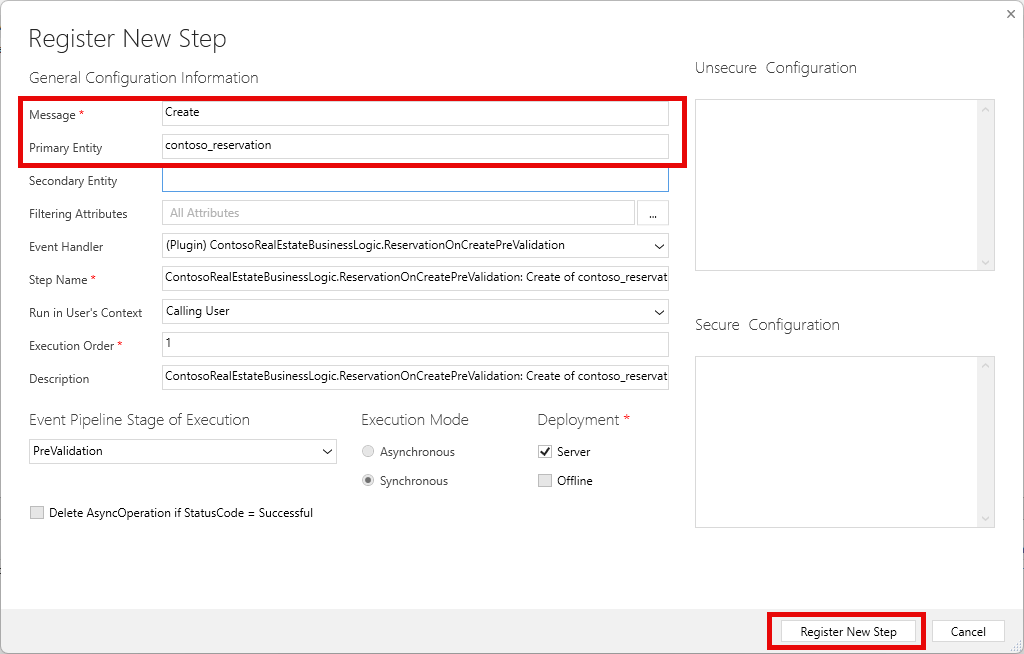 Register New Step
General Configuration Information
Message *
Create
Primary Entity
contoso_reservation
Secondary Entity
Filtering Attributes
All Attributes
...
Event Handler
(Plugin) ContosoRealEstateBusinessLogic.ReservationOnCreatePreValidation
Step Name *
ContosoRealEstateBusinessLogic.ReservationOnCreatePreValidation: Create of contoso_reservat
Run in User's Context
Calling User
Execution Order *
1
Description
ContosoRealEstateBusinessLogic.ReservationOnCreatePreValidation: Create of contoso_reservat
Event Pipeline Stage of Execution
PreValidation
Execution Mode
Asynchronous
Synchronous
Deployment *
Server
Offline
Delete AsyncOperation if StatusCode = Successful
Unsecure Configuration
Secure Configuration
Register New Step
Cancel